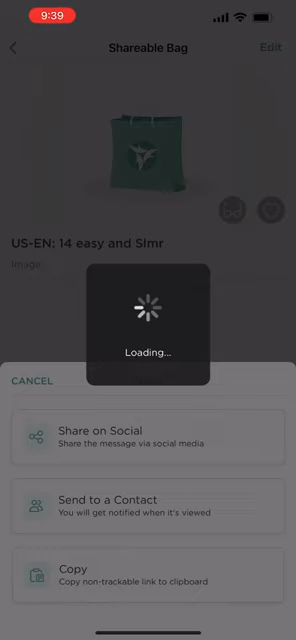 9:39
Shareable Bag
Edit
US-EN: 14 easy and Slmr
Image
Loading...
CANCEL
Share on Social
Share the message via social media
Send to a Contact
You will get notified when it's viewed
Copy
Copy non-trackable link to clipboard